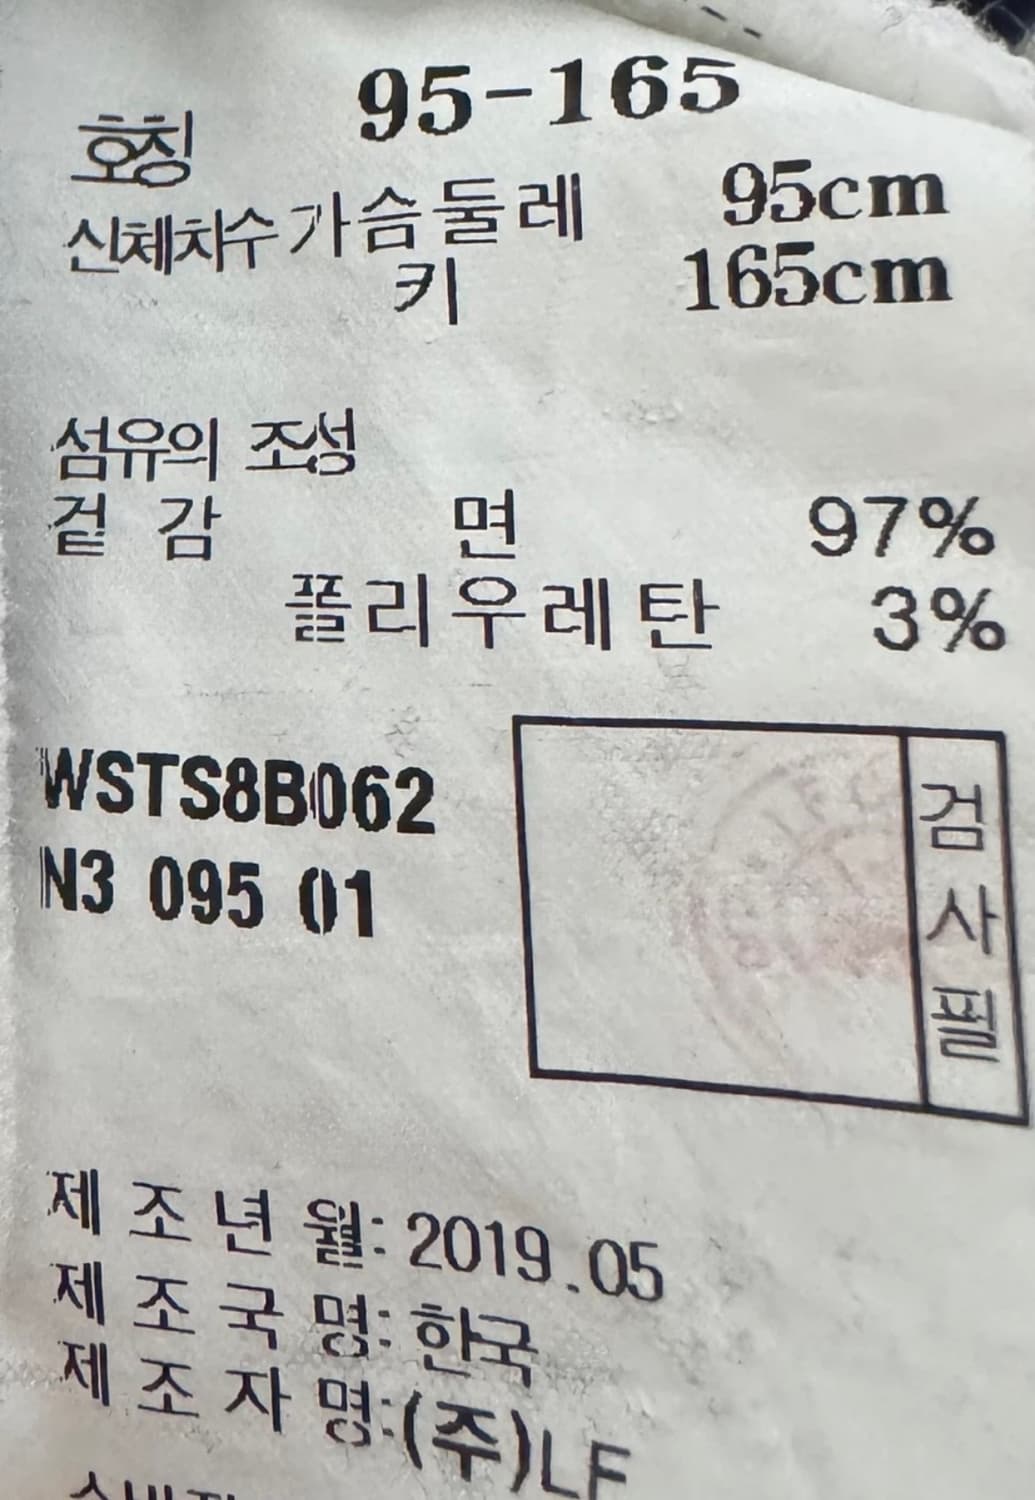 호칭 95-165
신체치수 가슴둘레 95cm
키 165cm
섬유의 조성
겉 감 면 97%
폴리우레탄 3%
WSTS8B062
N3 095 01
검사필
제조년월: 2019.05
제조국명: 한국
제조자명: (주)LF